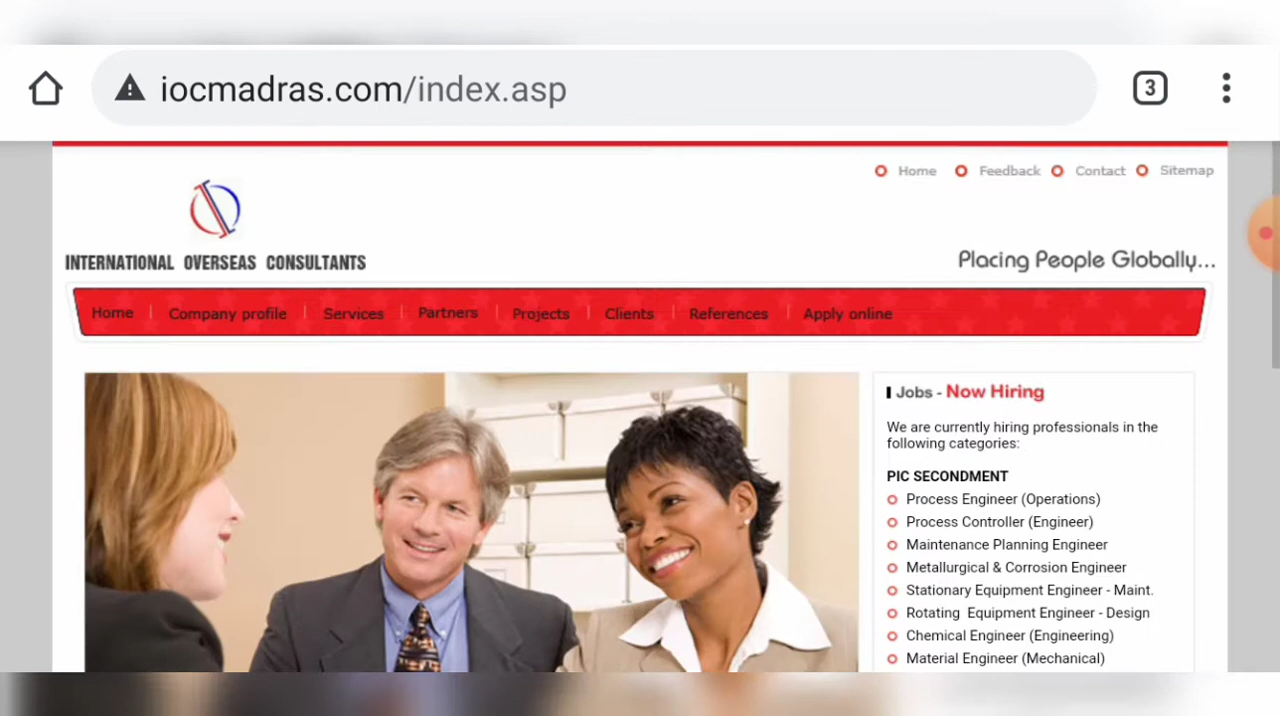 iocmadras.com/index.asp
3
Home Feedback Contact Sitemap
INTERNATIONAL OVERSEAS CONSULTANTS
Placing People Globally...
Home Company profile Services Partners Projects Clients References Apply online
Jobs - Now Hiring
We are currently hiring professionals in the
following categories:
PIC SECONDMENT
Process Engineer (Operations)
Process Controller (Engineer)
Maintenance Planning Engineer
Metallurgical & Corrosion Engineer
Stationary Equipment Engineer - Maint.
Rotating Equipment Engineer - Design
Chemical Engineer (Engineering)
Material Engineer (Mechanical)